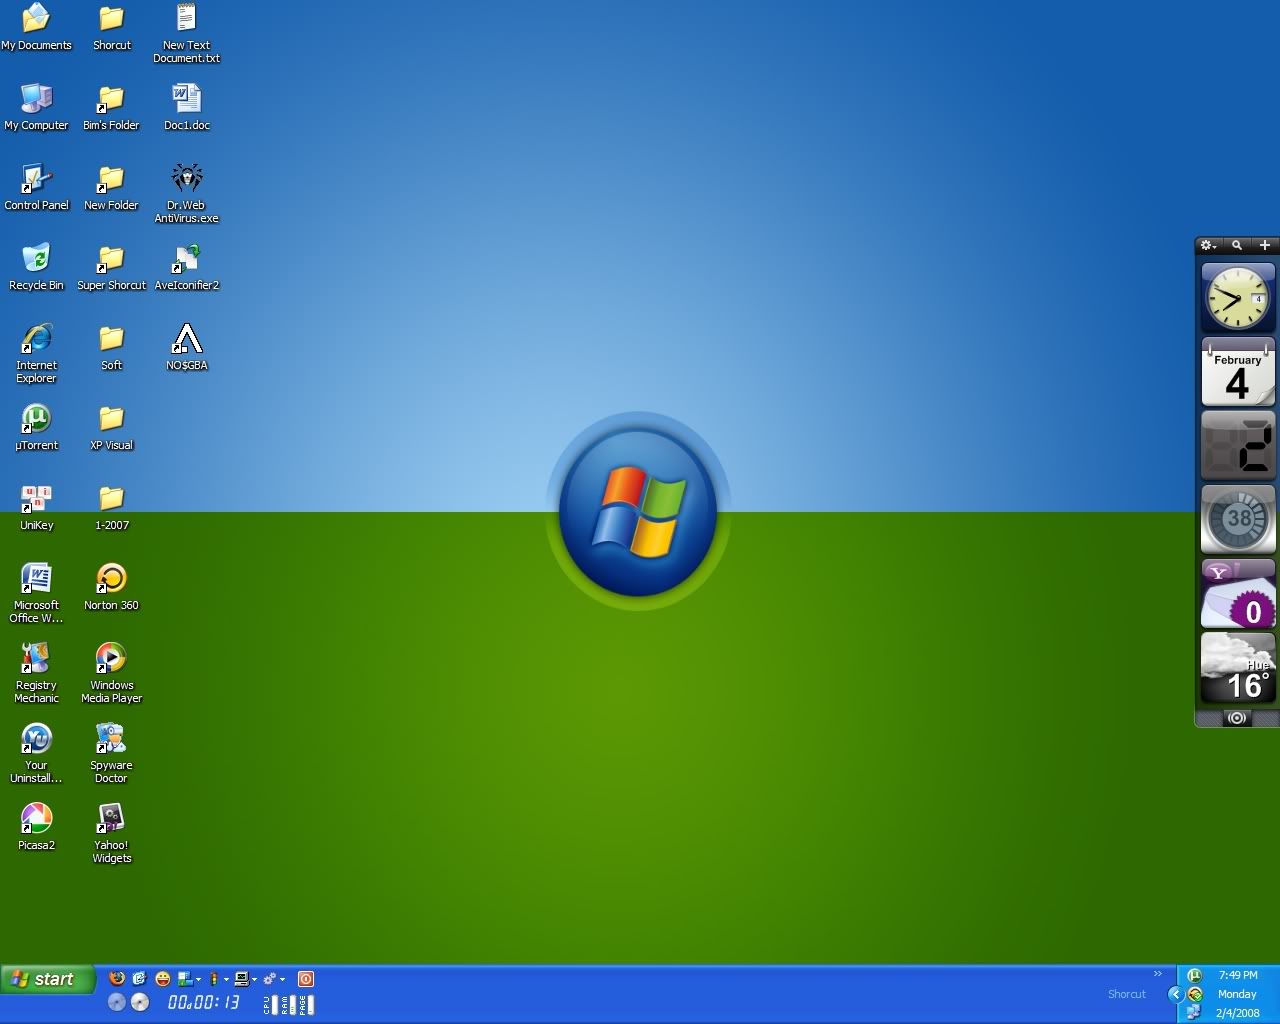 My Documents
Shorcut
New Text
Document.txt
My Computer
Bim's Folder
Doc1.doc
Control Panel
New Folder
Dr.Web
AntiVirus.exe
Recycle Bin
Super Shorcut
AveIconifier2
Internet
Explorer
Soft
NO$GBA
µTorrent
XP Visual
UniKey
1-2007
Microsoft
Office W...
Norton 360
Registry
Mechanic
Windows
Media Player
Your
Uninstall...
Spyware
Doctor
Picasa2
Yahoo!
Widgets
4
February
4
2
38
Y!
0
Hue
16°
start
00d00:13
CPU
RAM
PAGE
Shorcut
7:49 PM
Monday
2/4/2008